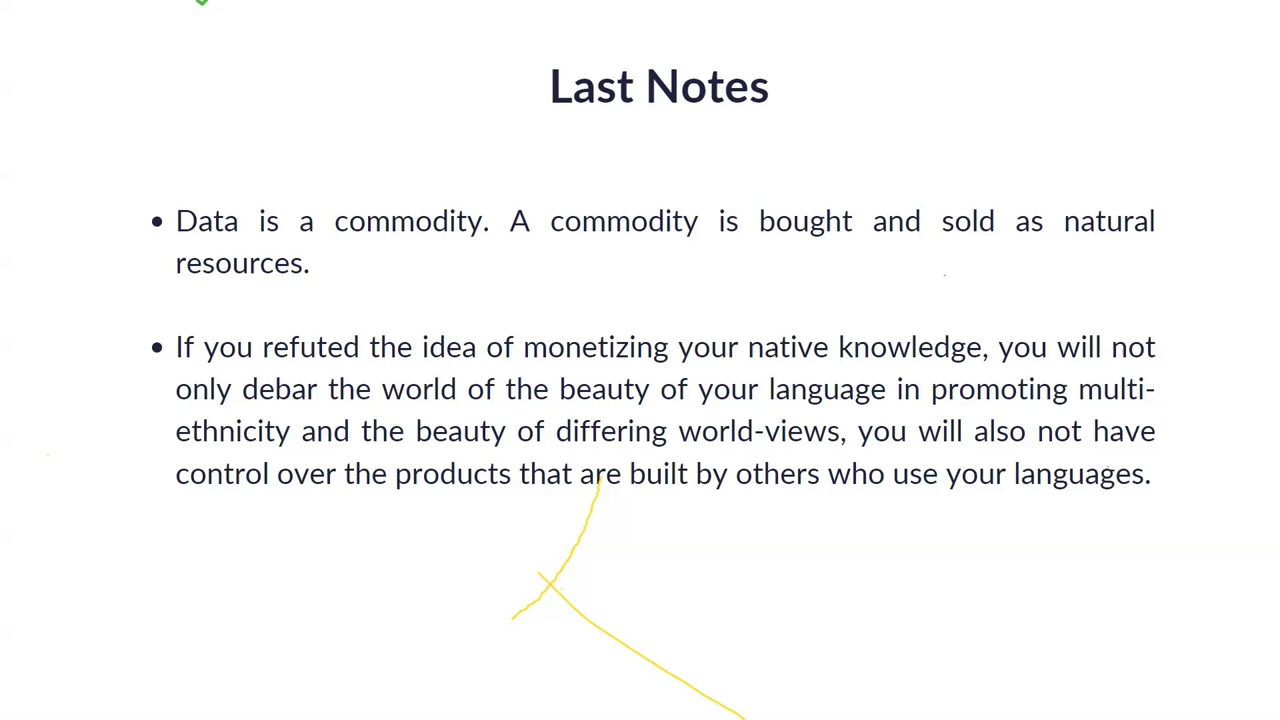 Last Notes
• Data is a commodity. A commodity is bought and sold as natural
resources.
• If you refuted the idea of monetizing your native knowledge, you will not
only debar the world of the beauty of your language in promoting multi-
ethnicity and the beauty of differing world-views, you will also not have
control over the products that are built by others who use your languages.